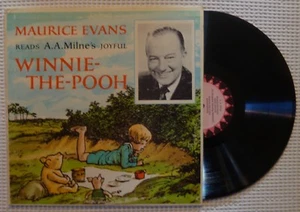 MAURICE EVANS
READS A.A.Milne's JOYFUL
WINNIE-
THE-POOH